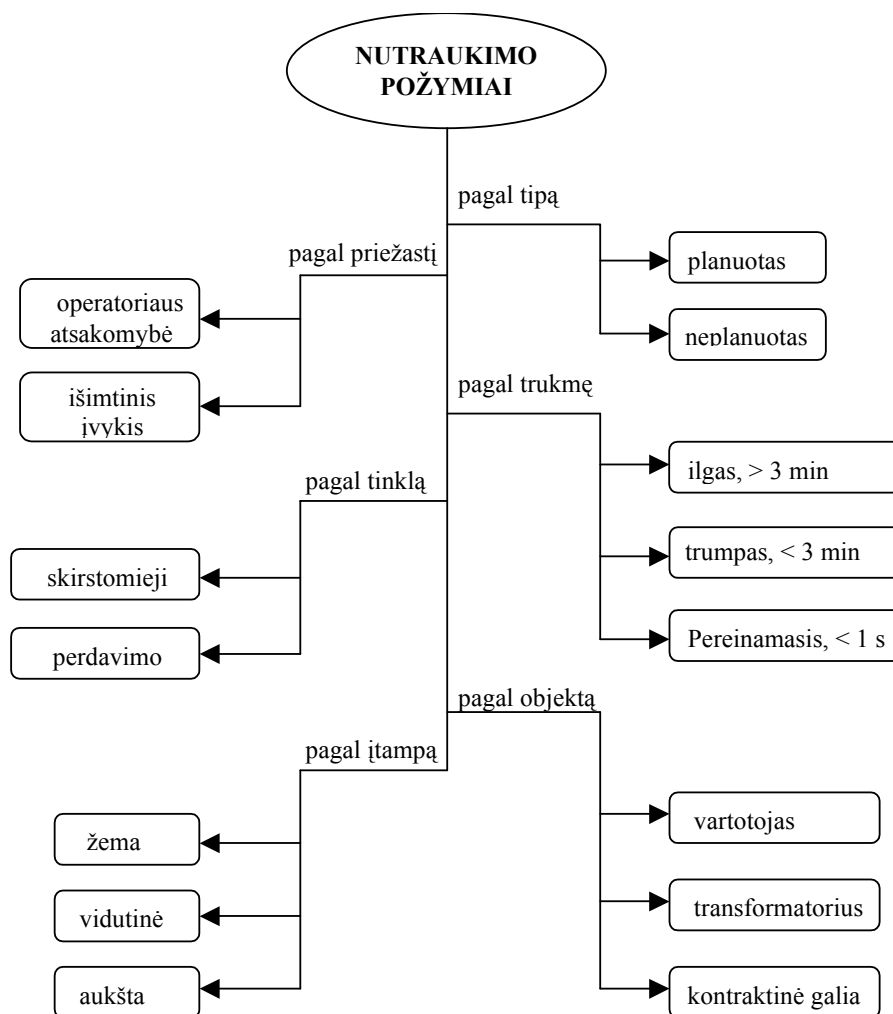 NUTRAUKIMO
POŽYMIAI
pagal tipą
planuotas
neplanuotas
pagal priežastį
operatoriaus
atsakomybė
išimtinis
įvykis
pagal trukmę
ilgas, > 3 min
trumpas, < 3 min
Pereinamasis, < 1 s
pagal tinklą
skirstomieji
perdavimo
pagal objektą
vartotojas
transformatorius
kontraktinė galia
pagal įtampą
žema
vidutinė
aukšta